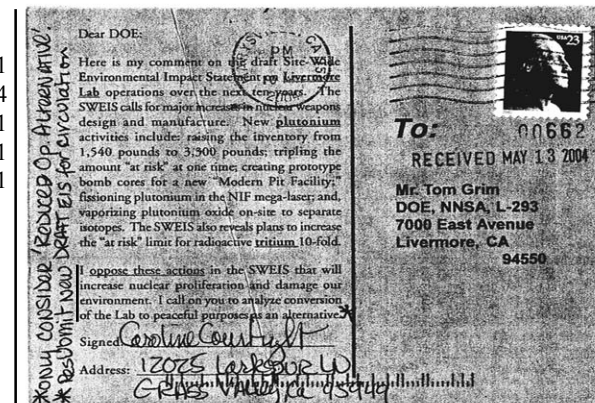 1
4
1
1
1
*ONLY CONSIDER 'REDUCED OP ALTERNATIVE'
* ResUbmit NEW DRAFT EIS for circulation
Dear DOE:
Here is my comment on the draft Site-Wide
Environmental Impact Statement on Livermore
Lab operations over the next ten years. The
SWEIS calls for major increases in nuclear weapons
design and manufacture. New plutonium
activities include: raising the inventory from
1,540 pounds to 3,300 pounds; tripling the
amount "at risk" at one time; creating prototype
bomb cores for a new "Modern Pit Facility;"
fissioning plutonium in the NIF mega-laser; and,
vaporizing plutonium oxide on-site to separate
isotopes. The SWEIS also reveals plans to increase
the "at risk" limit for radioactive tritium 10-fold.
I oppose these actions in the SWEIS that will
increase nuclear proliferation and damage our
environment. I call on you to analyze conversion
of the Lab to peaceful purposes as an alternative.*
Signed Caroline
Address: 12025
GRASS VAlley, Ca 95949
PM
USA23
To:
00662
RECEIVED MAY 13 2004
Mr. Tom Grim
DOE, NNSA, L-293
7000 East Avenue
Livermore, CA
94550